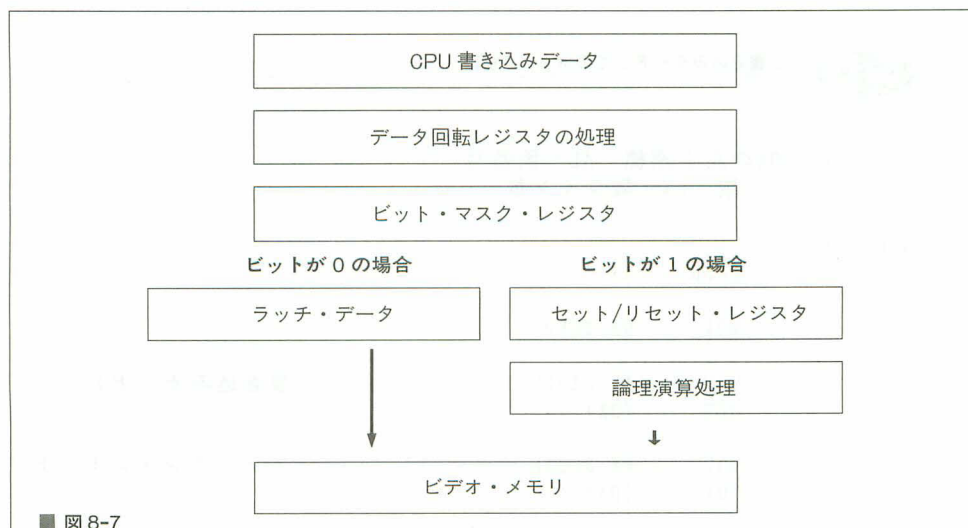 CPU 書き込みデータ
データ回転レジスタの処理
ビット・マスク・レジスタ
ビットが 0 の場合 ビットが 1 の場合
ラッチ・データ セット/リセット・レジスタ
論理演算処理
ビデオ・メモリ
■ 図 8-7